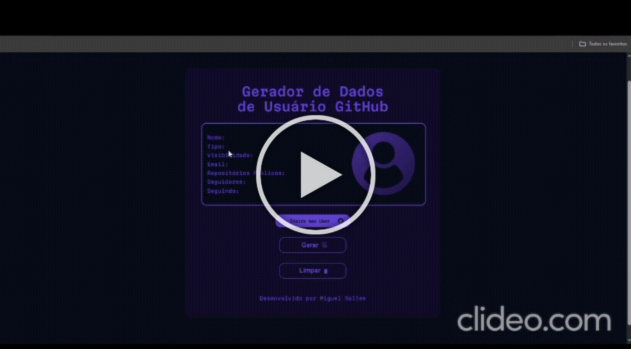 Todos os favoritos
Gerador de Dados
de Usuário GitHub
Nome:
Tipo:
Visibilidade:
Email:
Repositórios Públicos:
Seguidores:
Seguindo:
Gerar
Limpar
Desenvolvido por Miguel Salles
clideo.com